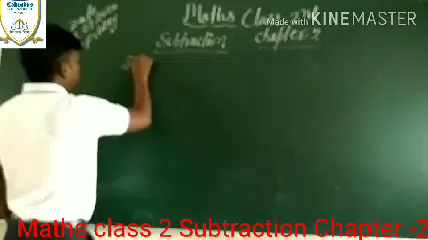 Maths Class 2nd
Made with KINEMASTER
Subtraction chapter 2
Maths class 2 Subtraction Chapter -2